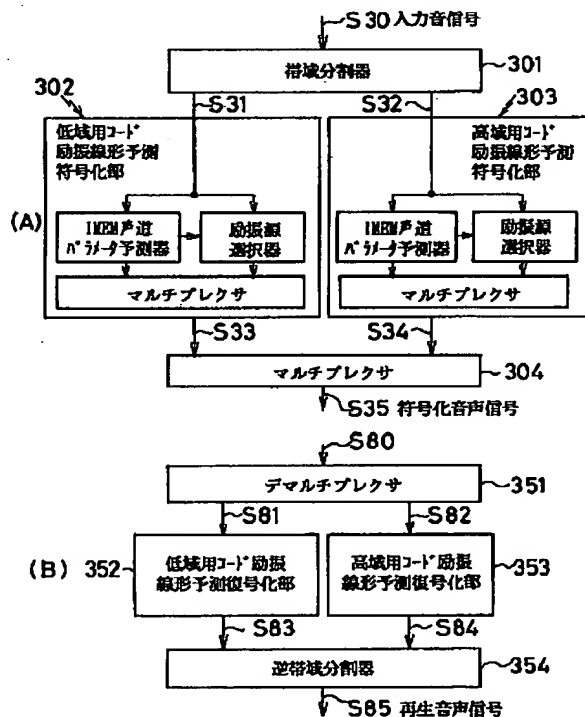 S30 入力音信号
帯域分割器
301
302
S31
S32
303
低域用コード
励振線形予測
符号化部
高域用コード
励振線形予測
符号化部
(A)
声道
パラメータ予測器
励振源
選択器
声道
パラメータ予測器
励振源
選択器
マルチプレクサ
マルチプレクサ
S33
S34
マルチプレクサ
304
S35 符号化音声信号
S80
デマルチプレクサ
351
S81
S82
(B)
352
低域用コード励振
線形予測復号化部
高域用コード励振
線形予測復号化部
353
S83
S84
逆帯域分割器
354
S85 再生音声信号